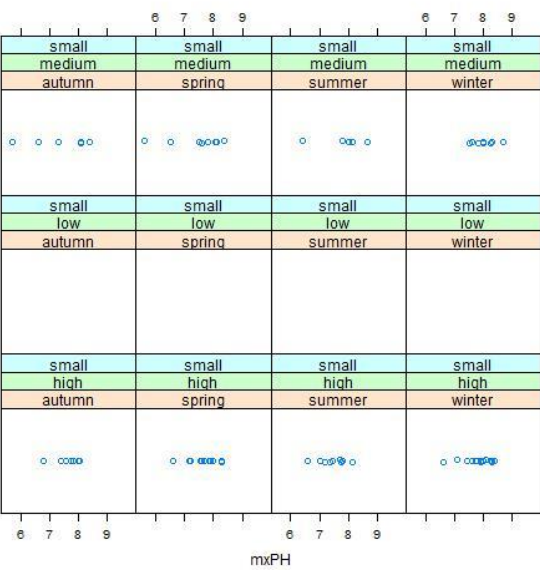 6 7 8 9 6 7 8 9
small small small small
medium medium medium medium
autumn spring summer winter
small small small small
low low low low
autumn spring summer winter
small small small small
high high high high
autumn spring summer winter
6 7 8 9 6 7 8 9
mxPH